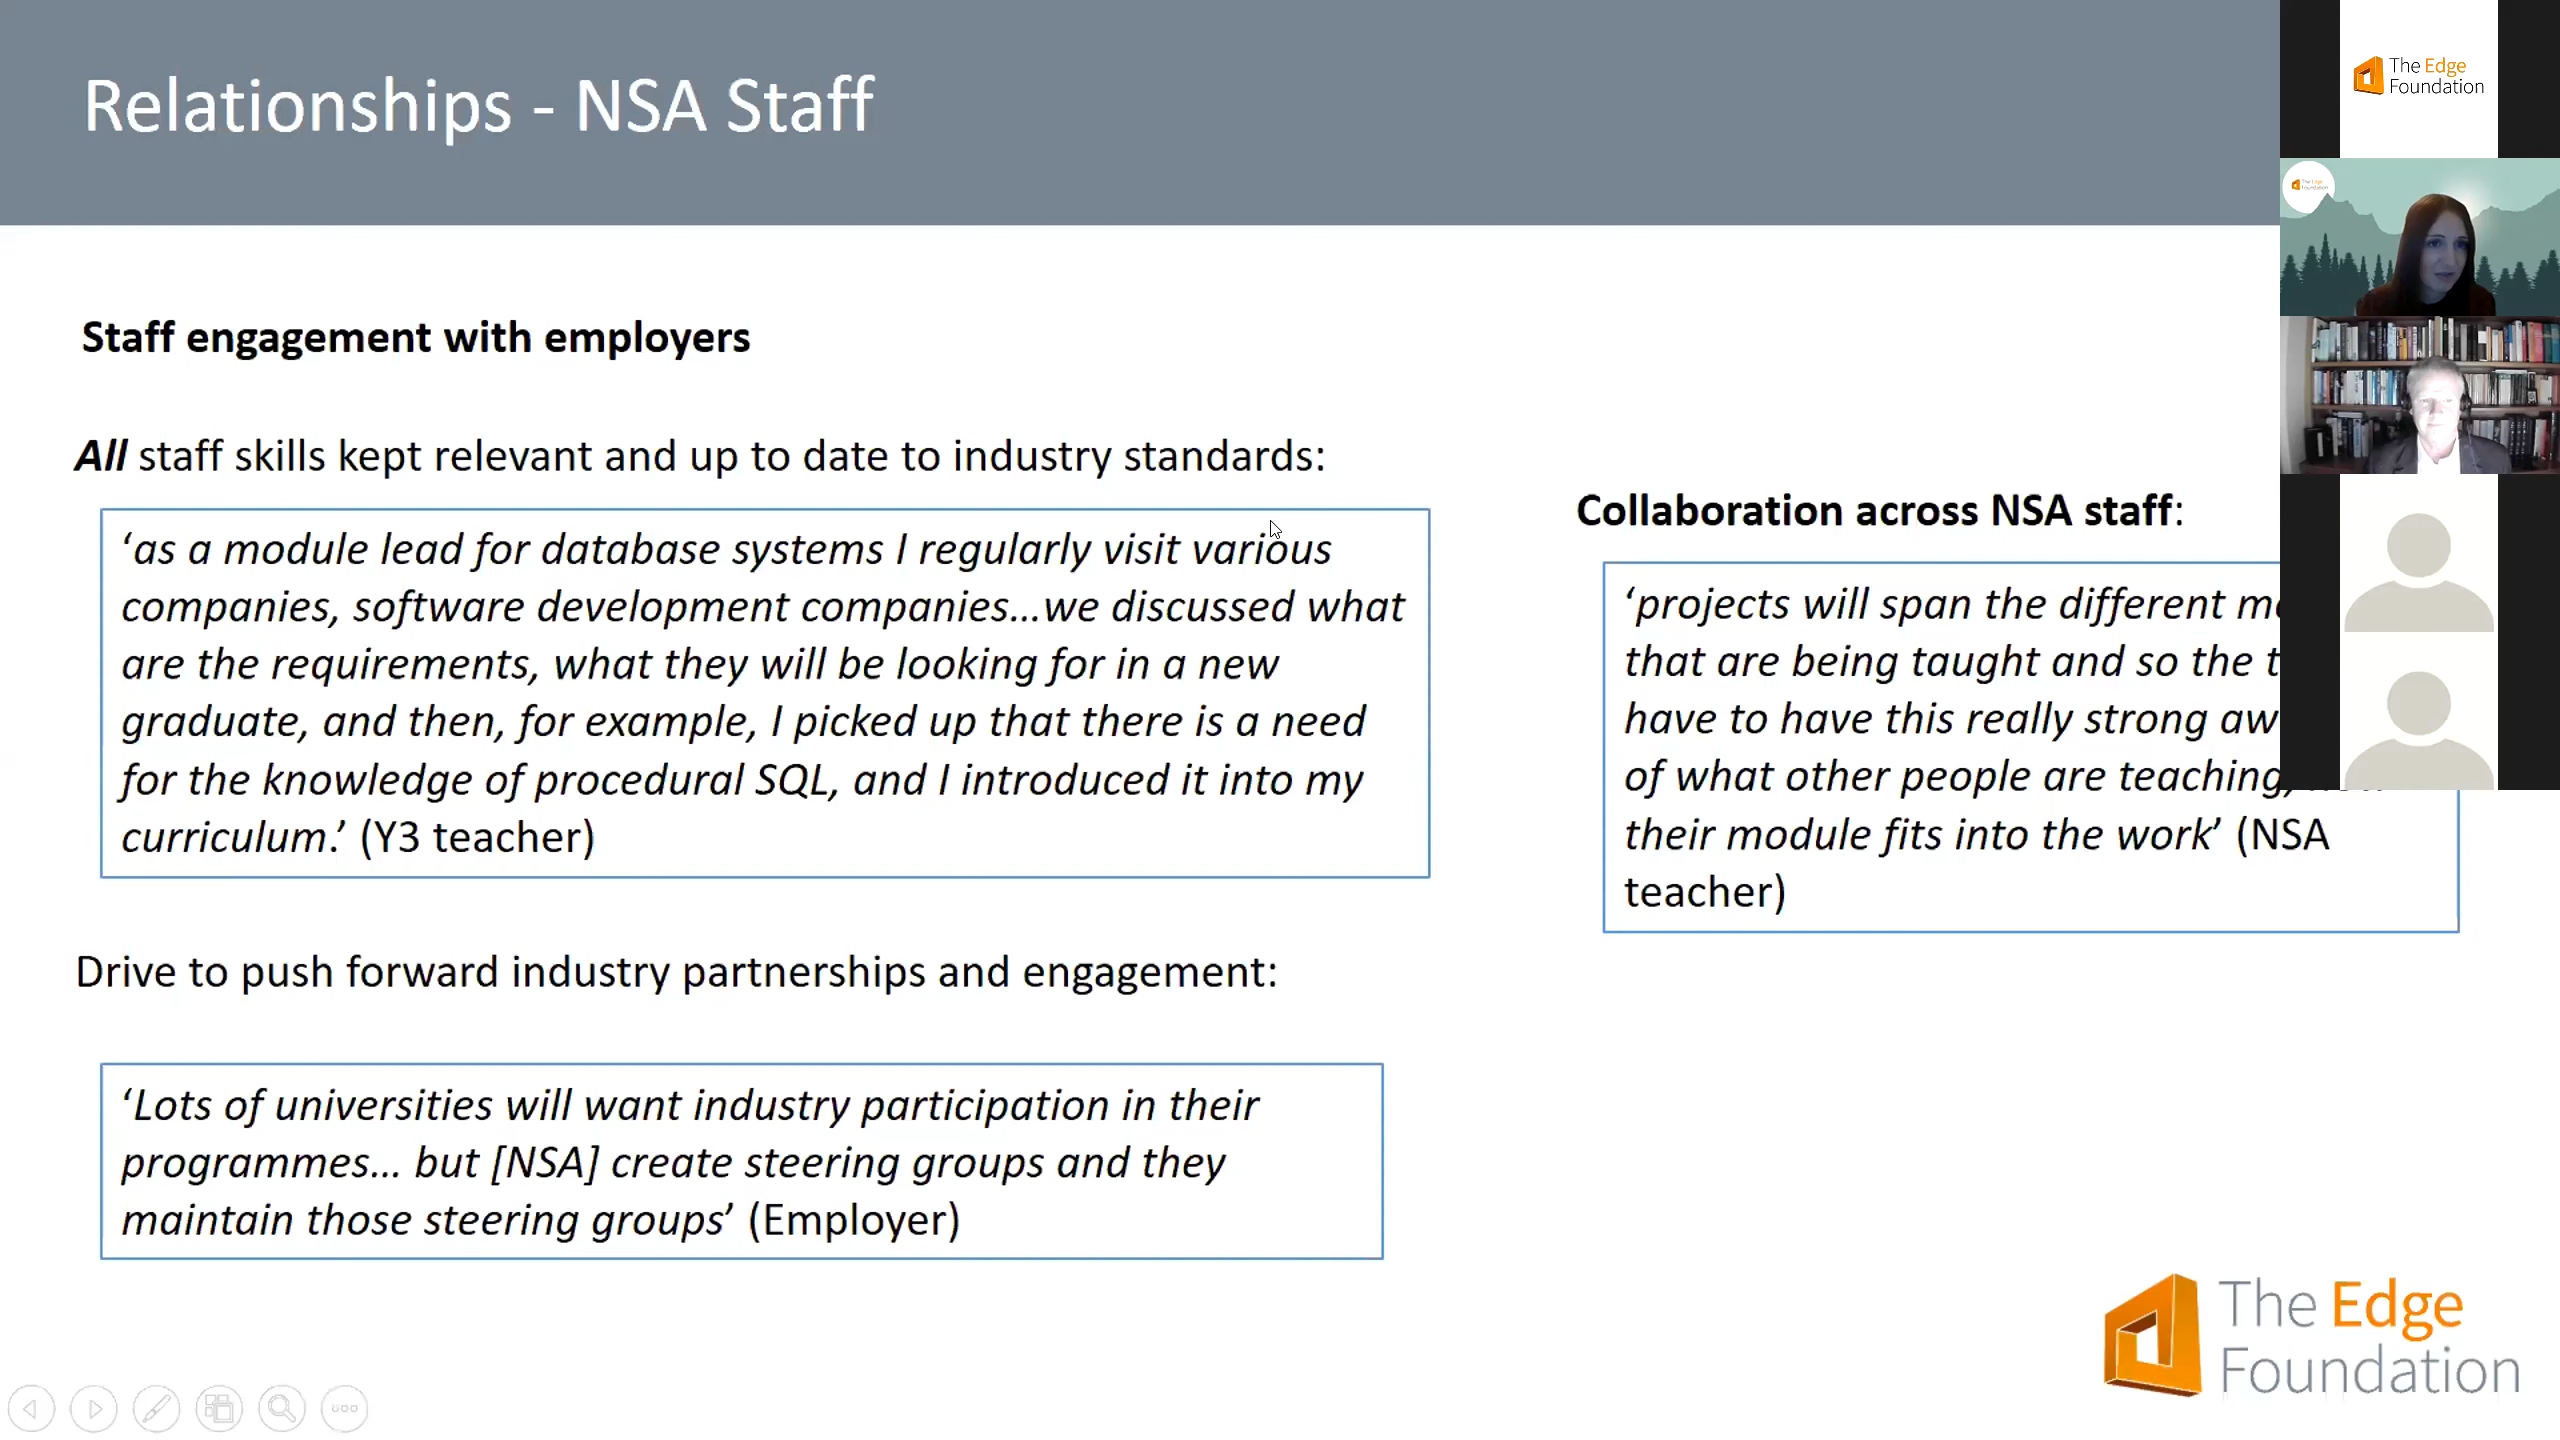 Relationships - NSA Staff
Staff engagement with employers
All staff skills kept relevant and up to date to industry standards:
‘as a module lead for database systems I regularly visit various
companies, software development companies...we discussed what
are the requirements, what they will be looking for in a new
graduate, and then, for example, I picked up that there is a need
for the knowledge of procedural SQL, and I introduced it into my
curriculum.’ (Y3 teacher)
Drive to push forward industry partnerships and engagement:
‘Lots of universities will want industry participation in their
programmes... but [NSA] create steering groups and they
maintain those steering groups’ (Employer)
Collaboration across NSA staff:
‘projects will span the different
that are being taught and so the
have to have this really strong
of what other people are teaching,
their module fits into the work’ (NSA
teacher)
The Edge
Foundation
The Edge
Foundation
The Edge
Foundation